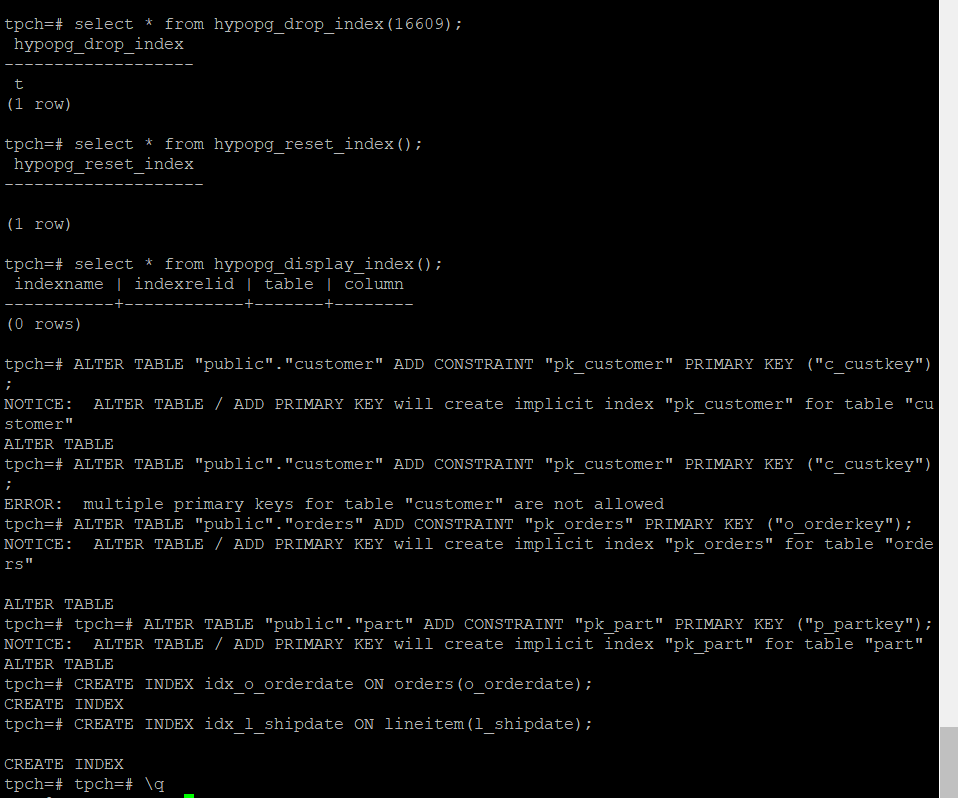 tpch=# select * from hypopg_drop_index(16609);
 hypopg_drop_index
-------------------
 t
(1 row)

tpch=# select * from hypopg_reset_index();
 hypopg_reset_index
--------------------

(1 row)

tpch=# select * from hypopg_display_index();
 indexname | indexrelid | table | column
-----------+------------+-------+--------
(0 rows)

tpch=# ALTER TABLE "public"."customer" ADD CONSTRAINT "pk_customer" PRIMARY KEY ("c_custkey")
;
NOTICE:  ALTER TABLE / ADD PRIMARY KEY will create implicit index "pk_customer" for table "cu
stomer"
ALTER TABLE
tpch=# ALTER TABLE "public"."customer" ADD CONSTRAINT "pk_customer" PRIMARY KEY ("c_custkey")
;
ERROR:  multiple primary keys for table "customer" are not allowed
tpch=# ALTER TABLE "public"."orders" ADD CONSTRAINT "pk_orders" PRIMARY KEY ("o_orderkey");
NOTICE:  ALTER TABLE / ADD PRIMARY KEY will create implicit index "pk_orders" for table "orde
rs"

ALTER TABLE
tpch=# tpch=# ALTER TABLE "public"."part" ADD CONSTRAINT "pk_part" PRIMARY KEY ("p_partkey");
NOTICE:  ALTER TABLE / ADD PRIMARY KEY will create implicit index "pk_part" for table "part"
ALTER TABLE
tpch=# CREATE INDEX idx_o_orderdate ON orders(o_orderdate);
CREATE INDEX
tpch=# CREATE INDEX idx_l_shipdate ON lineitem(l_shipdate);

CREATE INDEX
tpch=# tpch=# \q